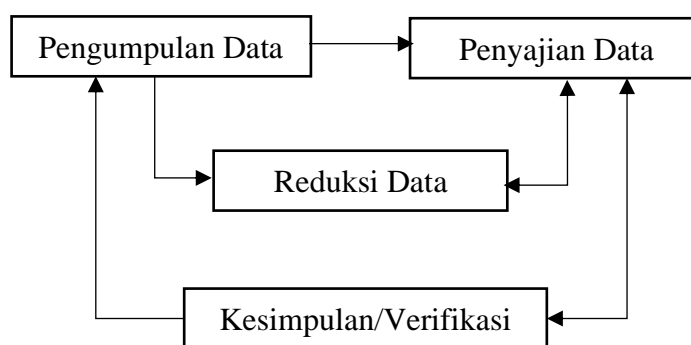 Pengumpulan Data
Penyajian Data
Reduksi Data
Kesimpulan/Verifikasi